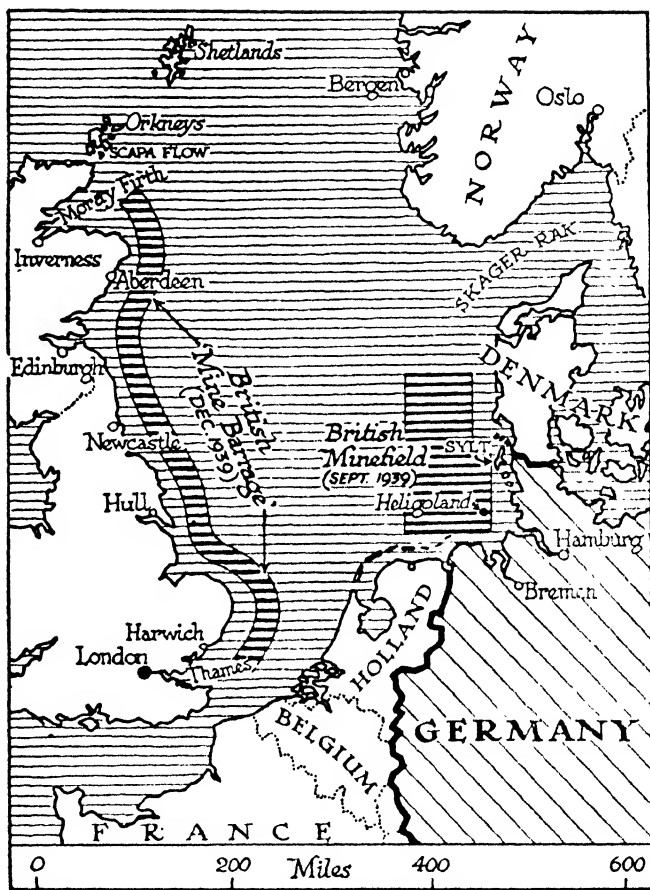 Shetlands
Bergen
NORWAY
Oslo
Orkneys
SCAPA FLOW
Moray Firth
Inverness
Aberdeen
SKAGER RAK
Edinburgh
British
'Mine Barrage'
(DEC. 1939)
DENMARK
Newcastle
British
Minefield
(SEPT. 1939)
SYLT
Heligoland
Hull
Hamburg
Bremen
Harwich
London
Thames
HOLLAND
BELGIUM
GERMANY
FRANCE
0 200 Miles 400 600